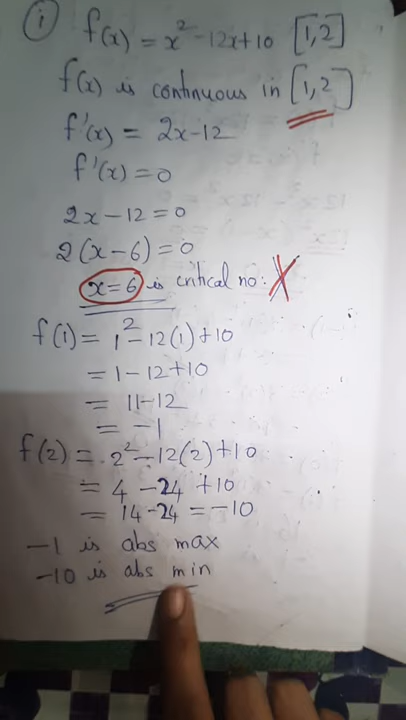 (i) f(x) = x² - 12x + 10 [1,2]
f(x) is continuous in [1,2]
f'(x) = 2x - 12
f'(x) = 0
2x - 12 = 0
2(x - 6) = 0
x = 6 is critical no: X
f(1) = 1² - 12(1) + 10
= 1 - 12 + 10
= 11 - 12
= -1
f(2) = 2² - 12(2) + 10
= 4 - 24 + 10
= 14 - 24 = -10
-1 is abs max
-10 is abs min